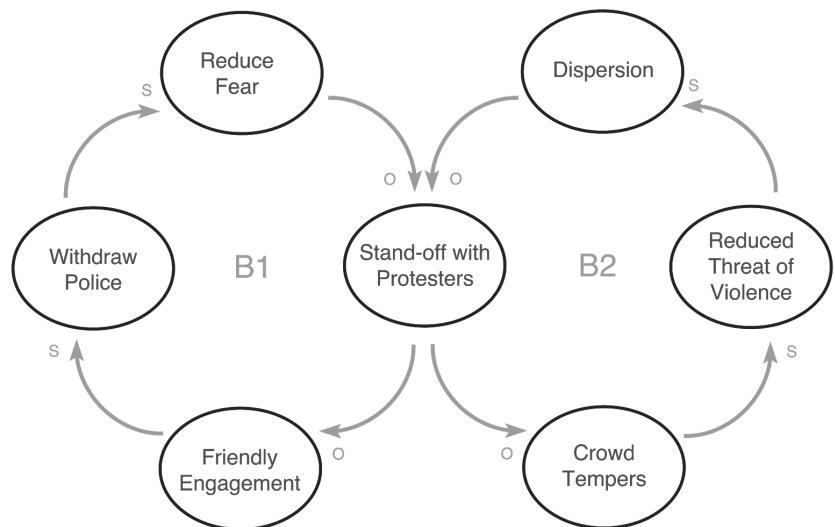 Reduce
Fear
Dispersion
S
S
O
O
Withdraw
Police
B1
Stand-off with
Protesters
B2
Reduced
Threat of
Violence
S
S
Friendly
Engagement
O
O
Crowd
Tempers